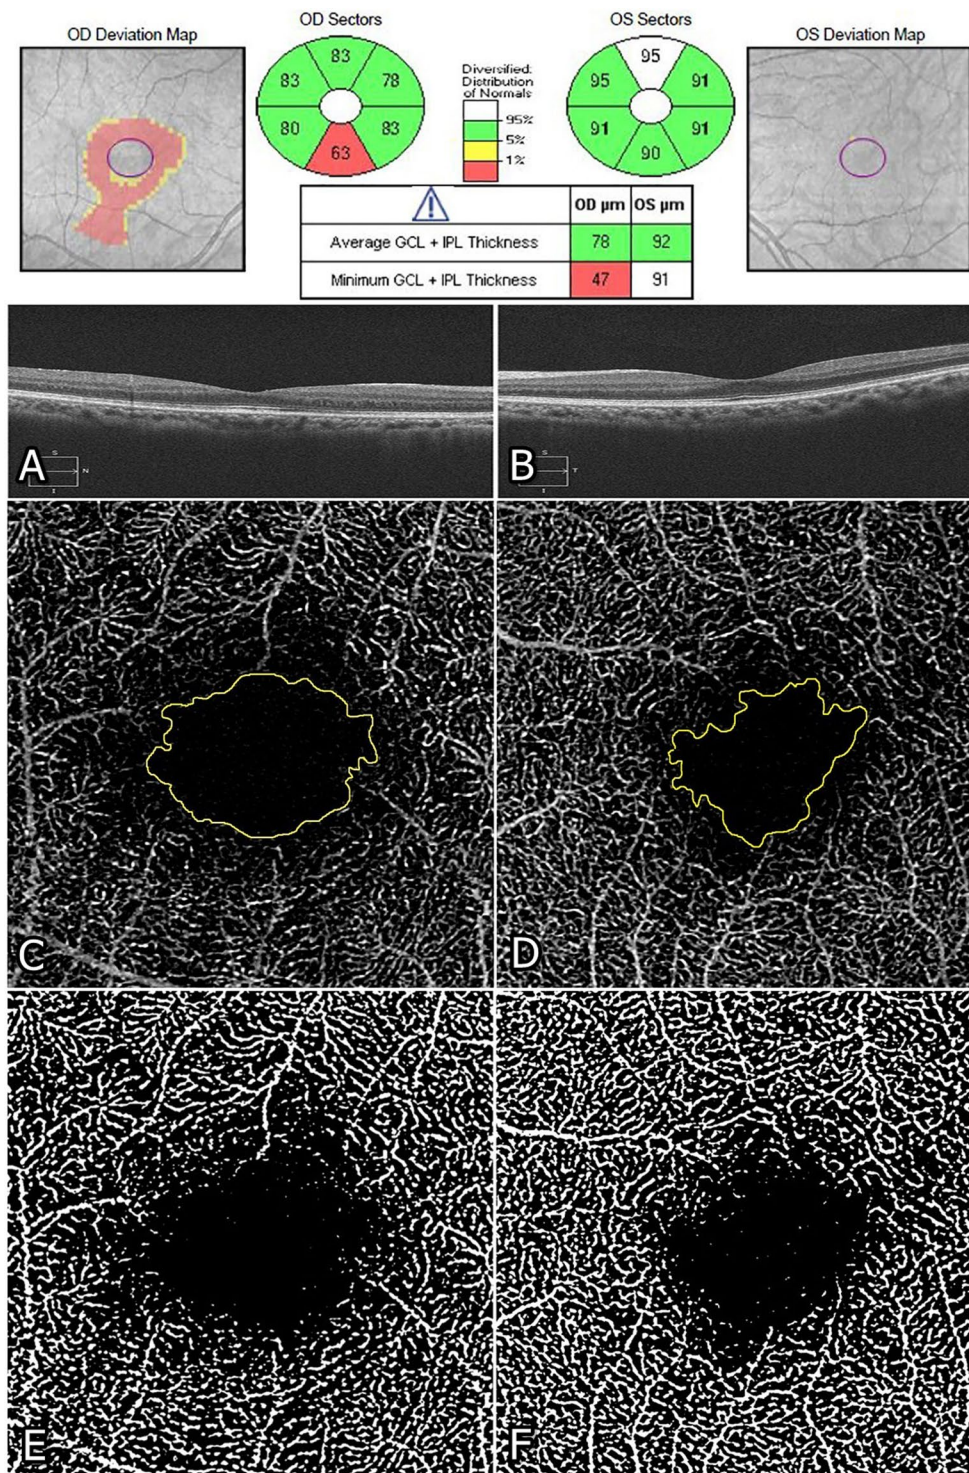 OD Deviation Map
OD Sectors
OS Sectors
OS Deviation Map
83
83
78
80
83
63
Diversified:
Distribution
of Normals
95%
5%
1%
95
95
91
91
91
90
OD µm OS µm
Average GCL + IPL Thickness 78 92
Minimum GCL + IPL Thickness 47 91
S
N
I
A
S
T
I
B
C
D
E
F